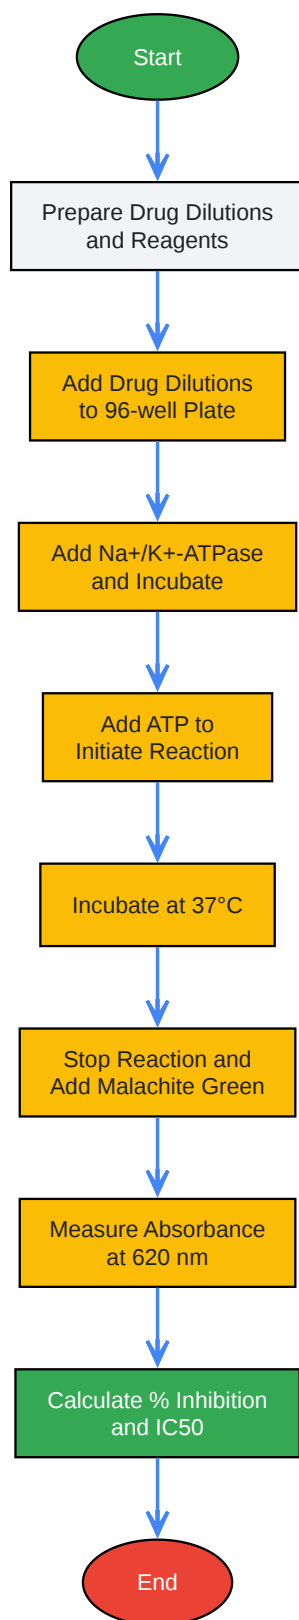 Start
Prepare Drug Dilutions
and Reagents
Add Drug Dilutions
to 96-well Plate
Add Na+/K+-ATPase
and Incubate
Add ATP to
Initiate Reaction
Incubate at 37°C
Stop Reaction and
Add Malachite Green
Measure Absorbance
at 620 nm
Calculate % Inhibition
and IC50
End